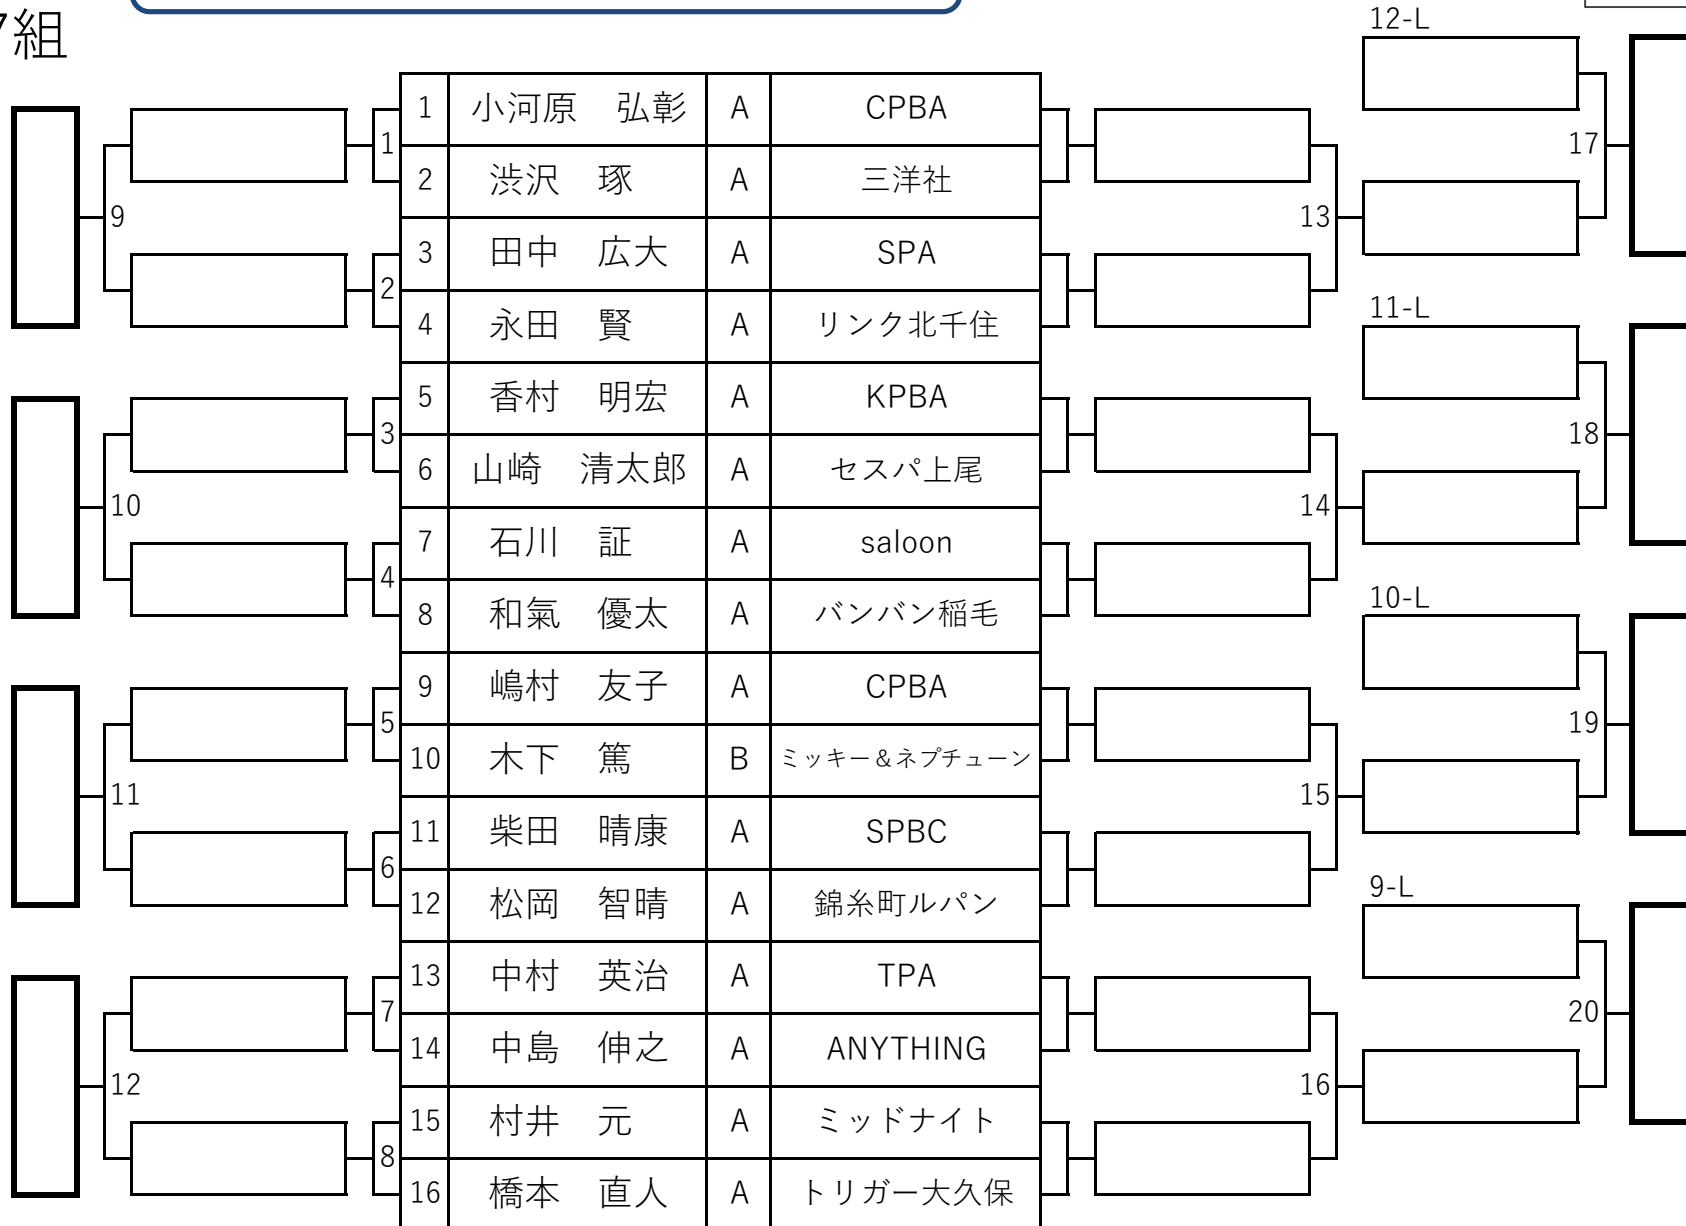 7組
12-L
1 小河原 弘彰 A CPBA
1
17
2 渋沢 琢 A 三洋社
9
13
3 田中 広大 A SPA
2
11-L
4 永田 賢 A リンク北千住
5 香村 明宏 A KPBA
3
18
6 山崎 清太郎 A セスパ上尾
10
14
7 石川 証 A saloon
4
10-L
8 和氣 優太 A バンバン稲毛
9 嶋村 友子 A CPBA
5
19
10 木下 篤 B ミッキー&ネプチューン
11
15
11 柴田 晴康 A SPBC
6
9-L
12 松岡 智晴 A 錦糸町ルパン
13 中村 英治 A TPA
7
20
14 中島 伸之 A ANYTHING
12
16
15 村井 元 A ミッドナイト
8
16 橋本 直人 A トリガー大久保